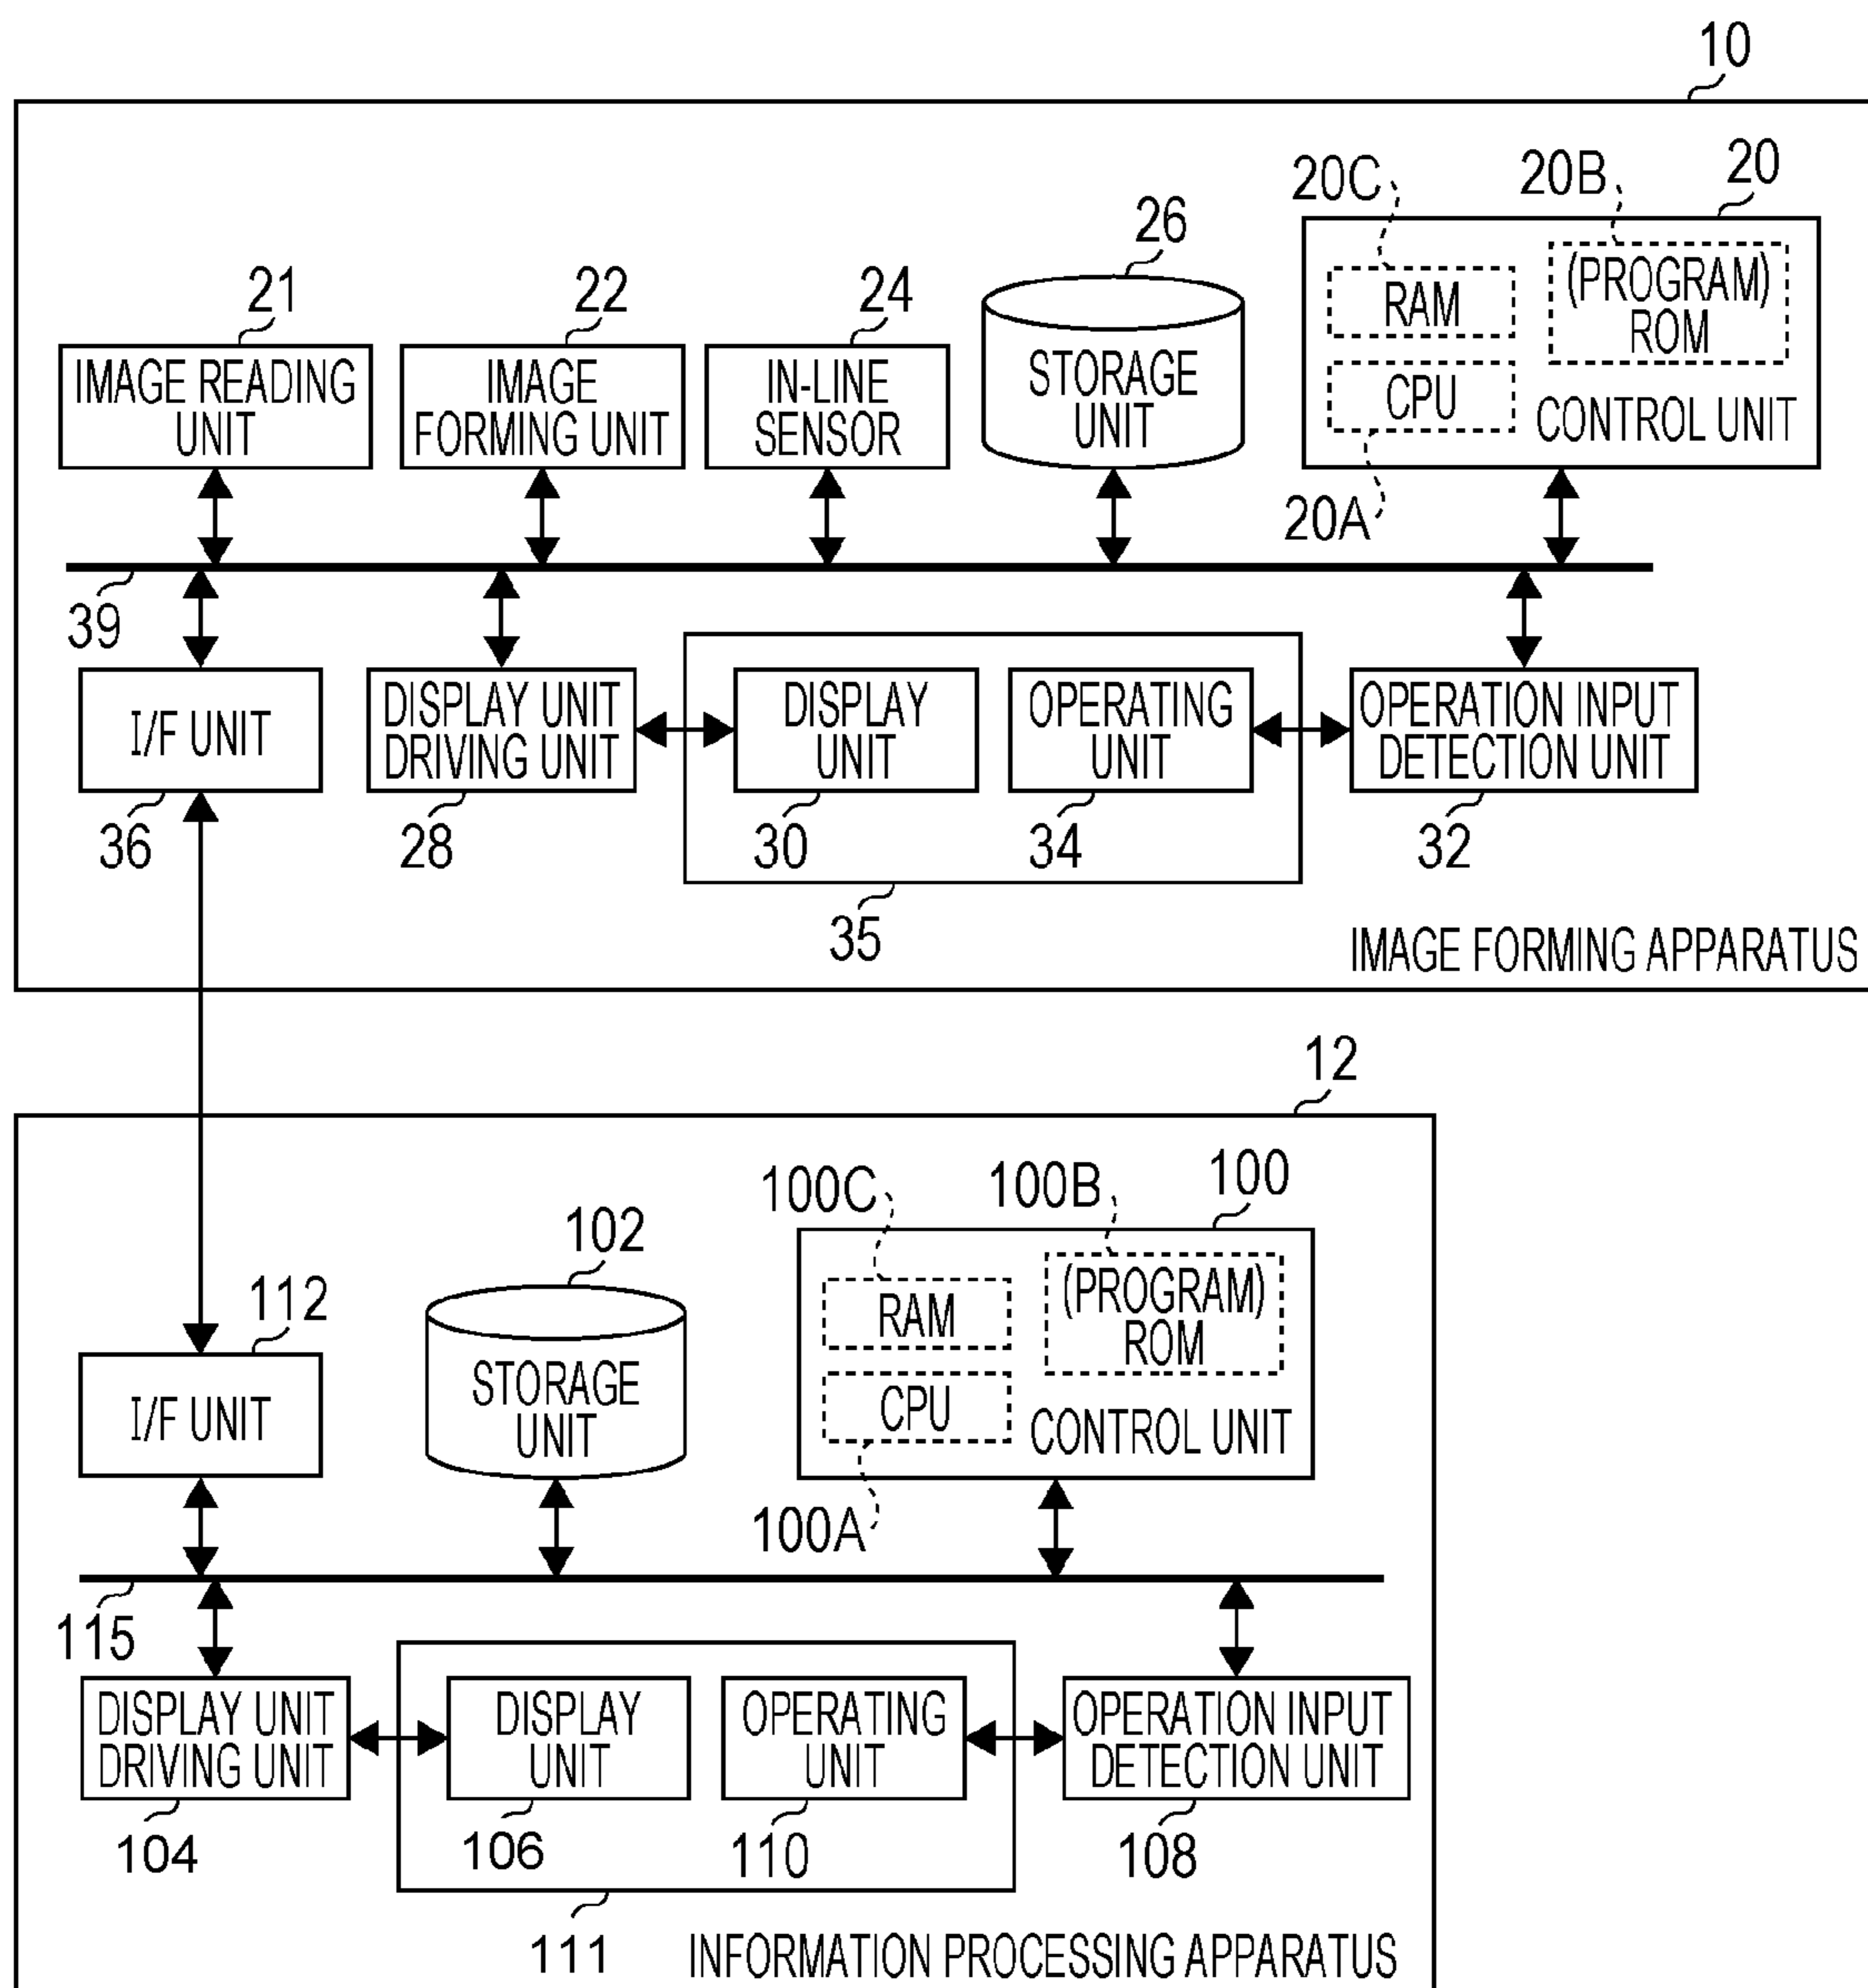 10
20C
20B
20
26
21
22
24
(PROGRAM)
ROM
RAM
CPU
CONTROL UNIT
IMAGE READING
UNIT
IMAGE
FORMING UNIT
IN-LINE
SENSOR
STORAGE
UNIT
20A
39
I/F UNIT
DISPLAY UNIT
DRIVING UNIT
DISPLAY
UNIT
OPERATING
UNIT
OPERATION INPUT
DETECTION UNIT
36
28
30
34
32
35
IMAGE FORMING APPARATUS
12
100C
100B
100
102
112
(PROGRAM)
ROM
RAM
CPU
CONTROL UNIT
I/F UNIT
STORAGE
UNIT
100A
115
DISPLAY UNIT
DRIVING UNIT
DISPLAY
UNIT
OPERATING
UNIT
OPERATION INPUT
DETECTION UNIT
104
106
110
108
111
INFORMATION PROCESSING APPARATUS